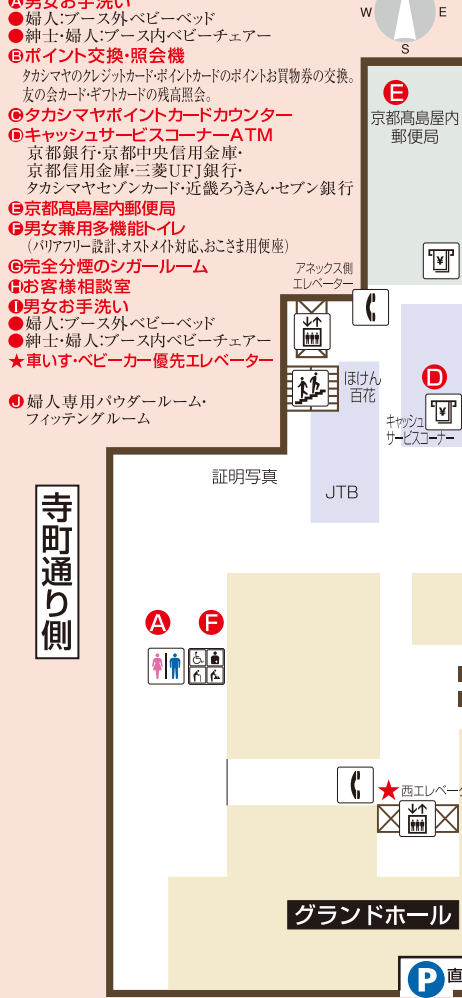 Ⓐ男女お手洗い
●婦人:ブース外ベビーベッド
●紳士・婦人:ブース内ベビーチェアー
Ⓑポイント交換・照会機
タカシマヤのクレジットカード・ポイントカードのポイントお買物券の交換。
友の会カード・ギフトカードの残高照会。
Ⓒタカシマヤポイントカードカウンター
ⒹキャッシュサービスコーナーATM
京都銀行・京都中央信用金庫・
京都信用金庫・三菱UFJ銀行・
タカシマヤセゾンカード・近畿ろうきん・セブン銀行
Ⓔ京都髙島屋内郵便局
Ⓕ男女兼用多機能トイレ
(バリアフリー設計、オストメイト対応、おこさま用便座)
Ⓖ完全分煙のシガールーム
Ⓗお客様相談室
Ⓘ男女お手洗い
●婦人:ブース外ベビーベッド
●紳士・婦人:ブース内ベビーチェアー
★車いす・ベビーカー優先エレベーター
Ⓙ婦人専用パウダールーム・
フィッテングルーム
W E
S
E
京都髙島屋内
郵便局
¥
アネックス側
エレベーター
ほけん
百花
D
¥
キャッシュ
サービスコーナー
証明写真
JTB
寺町通り側
A F
★西エレベー
グランドホール
P 直